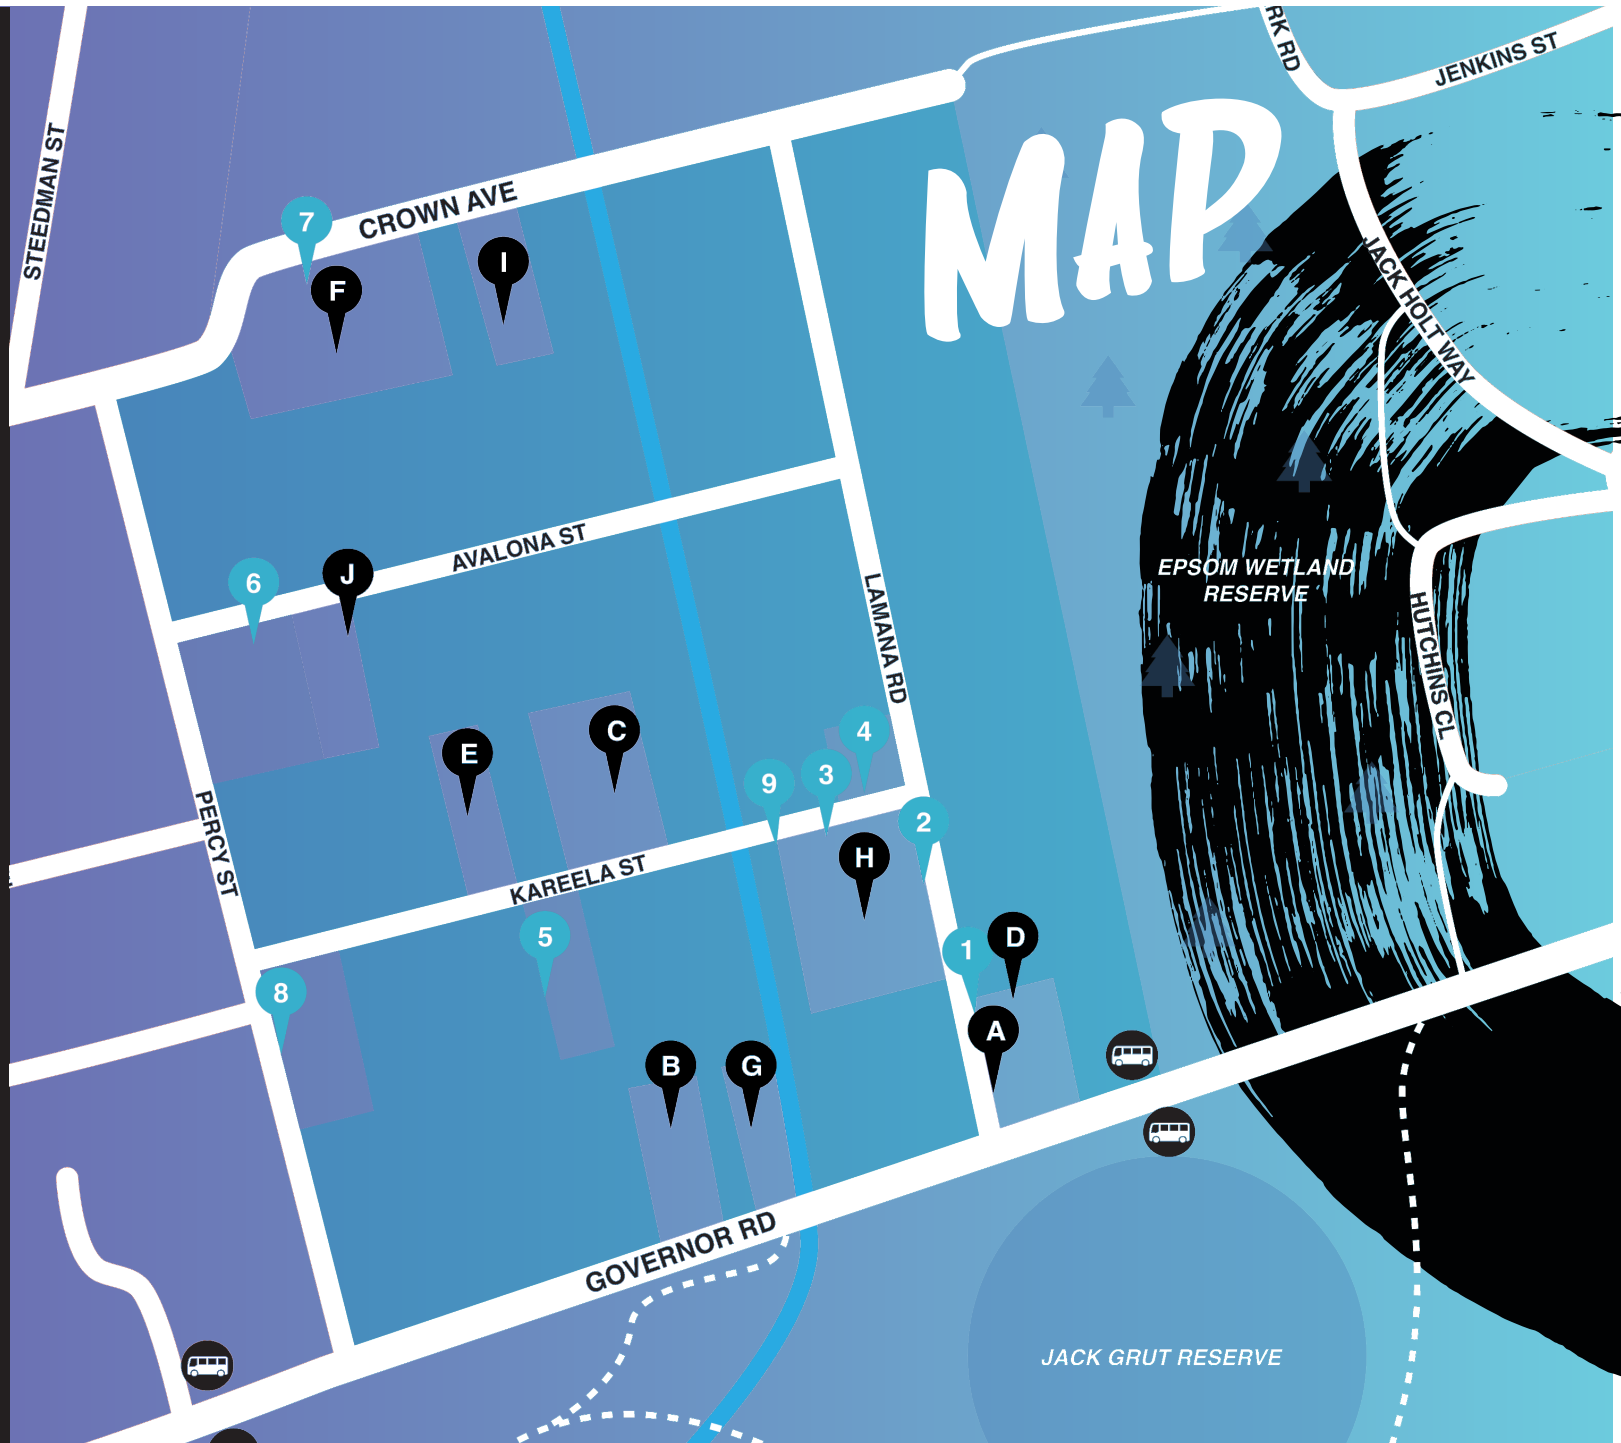 RK RD
JENKINS ST
STEEDMAN ST
MAP
CROWN AVE
7
F
I
JACK HOLT WAY
AVALONA ST
6
J
EPSOM WETLAND
RESERVE
LAMANA RD
HUTCHINS CL
E
C
4
9
3
2
PERCY ST
H
KAREELA ST
5
1
D
8
A
B
G
GOVERNOR RD
JACK GRUT RESERVE